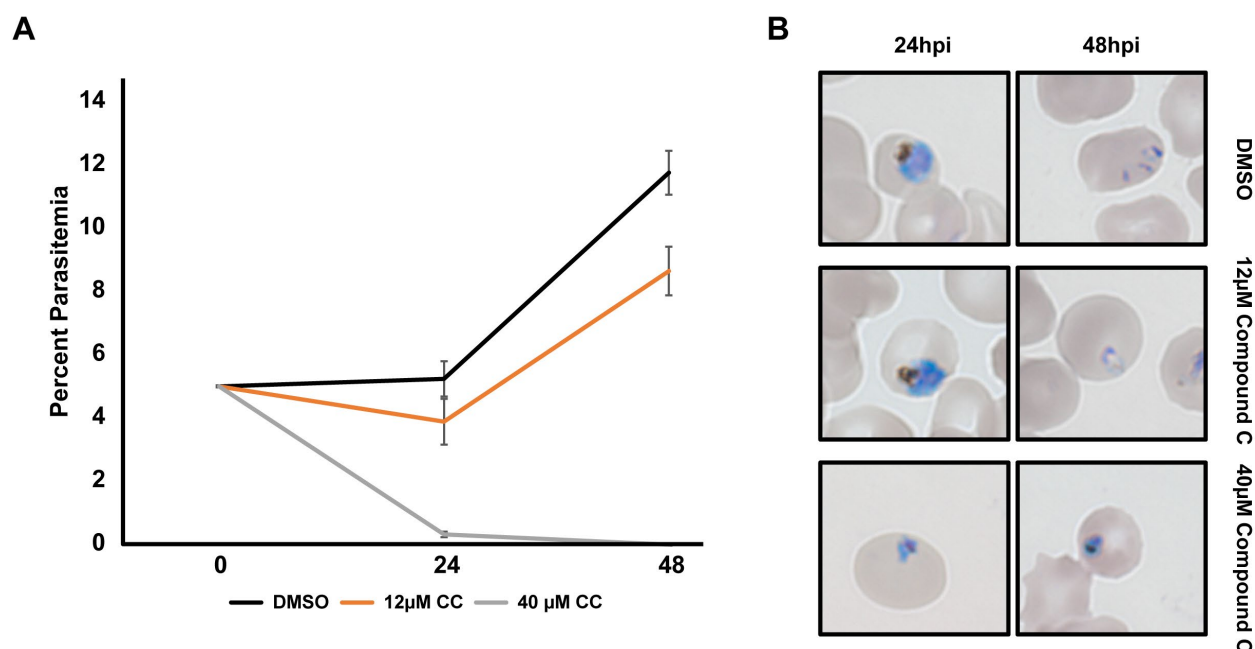 A
B
24hpi
48hpi
14
12
10
8
6
4
2
0
Percent Parasitemia
0
24
48
DMSO
12μM CC
40 μM CC
DMSO
12μM Compound C
40μM Compound C